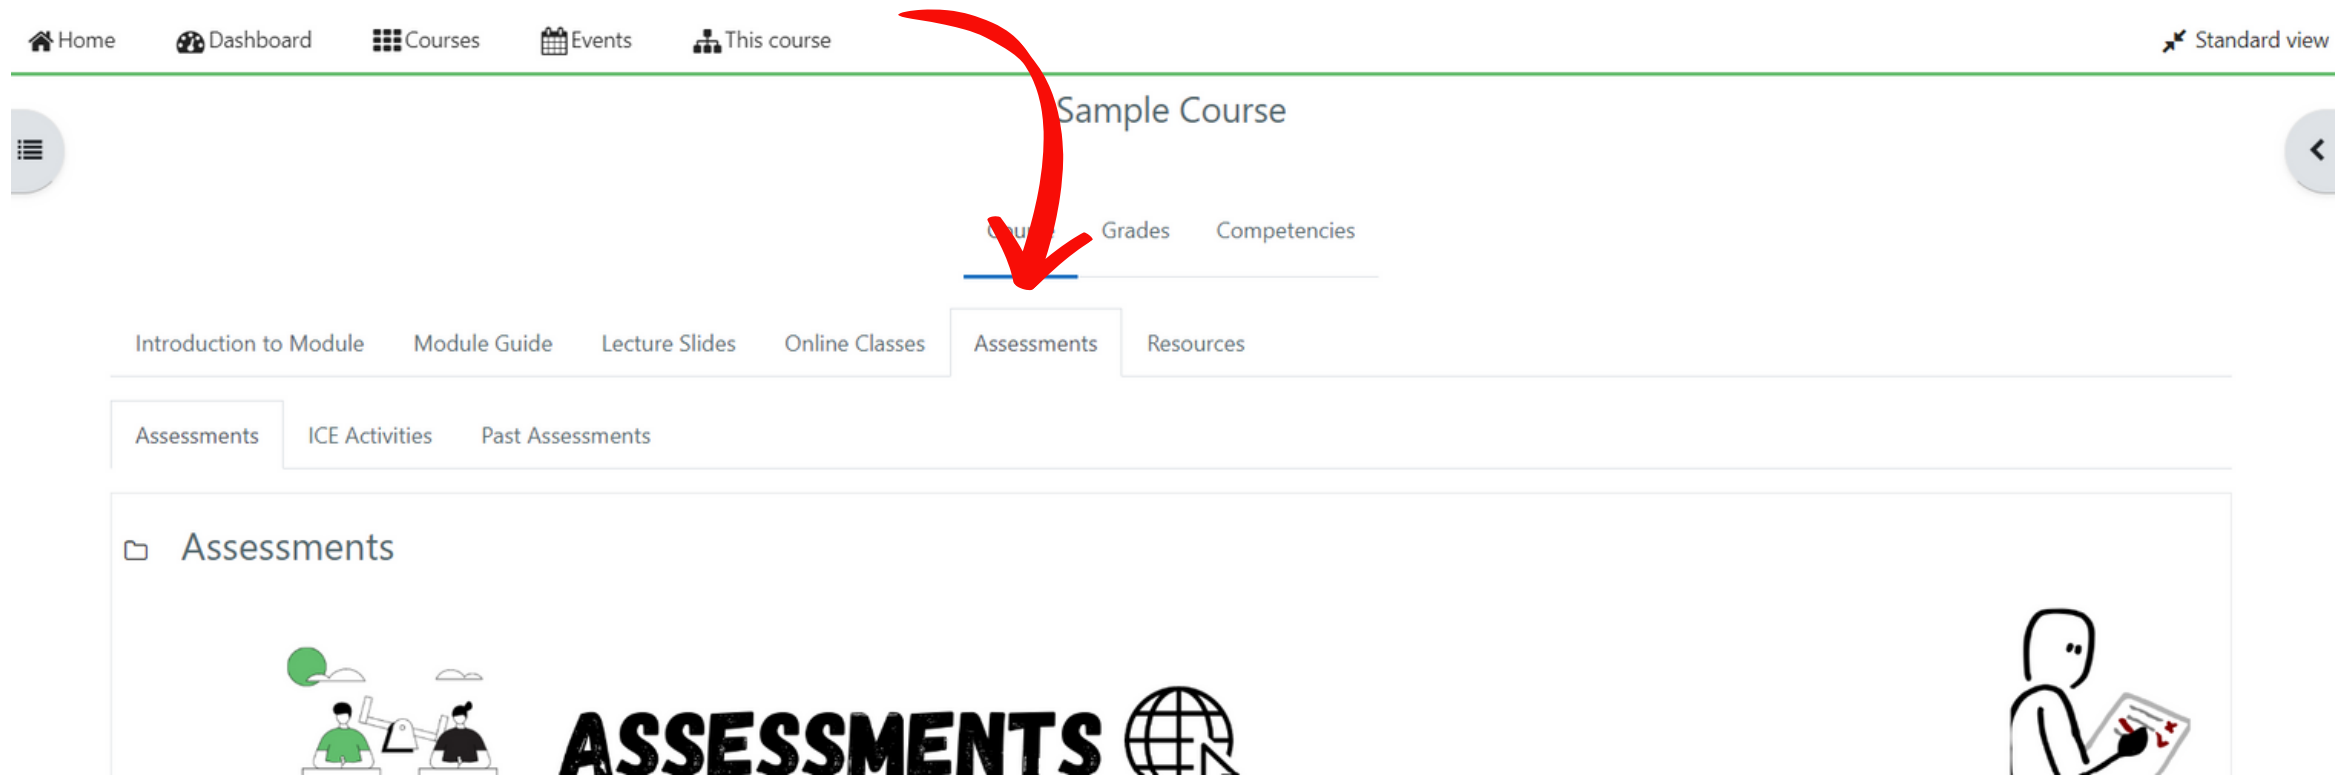 Home Dashboard Courses Events This course Standard view
Sample Course
Course Grades Competencies
Introduction to Module Module Guide Lecture Slides Online Classes Assessments Resources
Assessments ICE Activities Past Assessments
Assessments
ASSESSMENTS